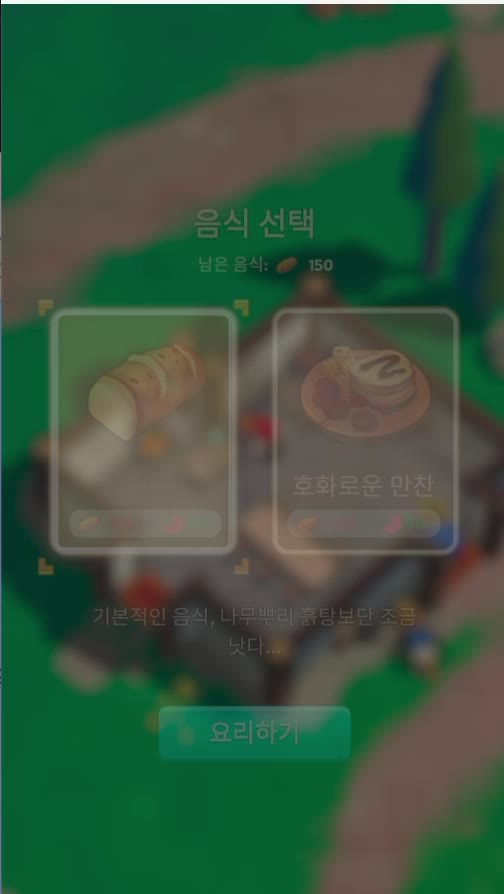 음식 선택
남은 음식: 150
호화로운 만찬
기본적인 음식, 나무뿌리 흙탕보단 조금
낫다...
요리하기